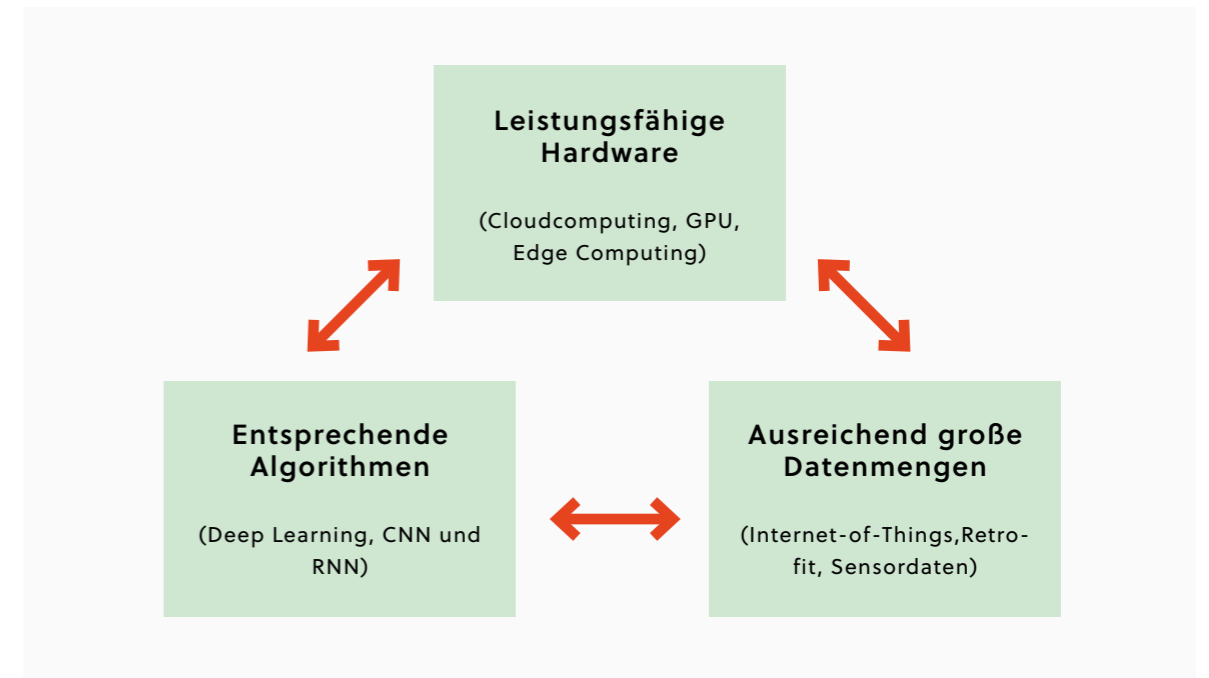 Leistungsfähige
Hardware
(Cloudcomputing, GPU,
Edge Computing)
Entsprechende
Algorithmen
(Deep Learning, CNN und
RNN)
Ausreichend große
Datenmengen
(Internet-of-Things,Retro-
fit, Sensordaten)